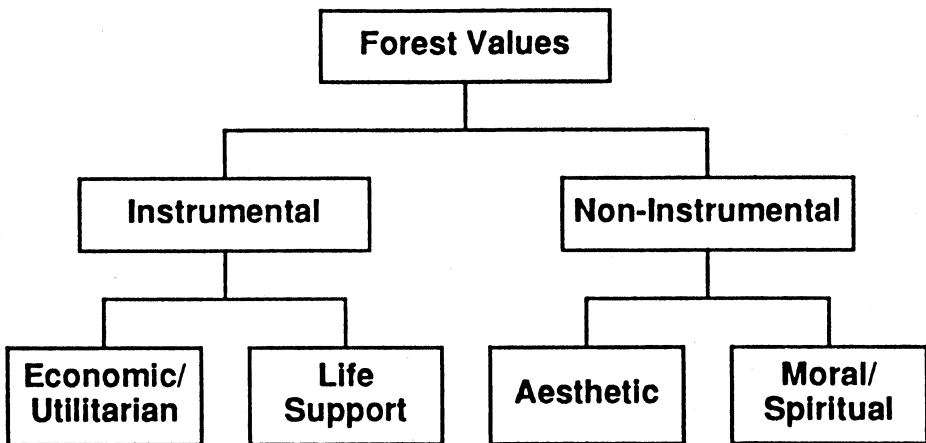 Forest Values
Instrumental
Non-Instrumental
Economic/
Utilitarian
Life
Support
Aesthetic
Moral/
Spiritual